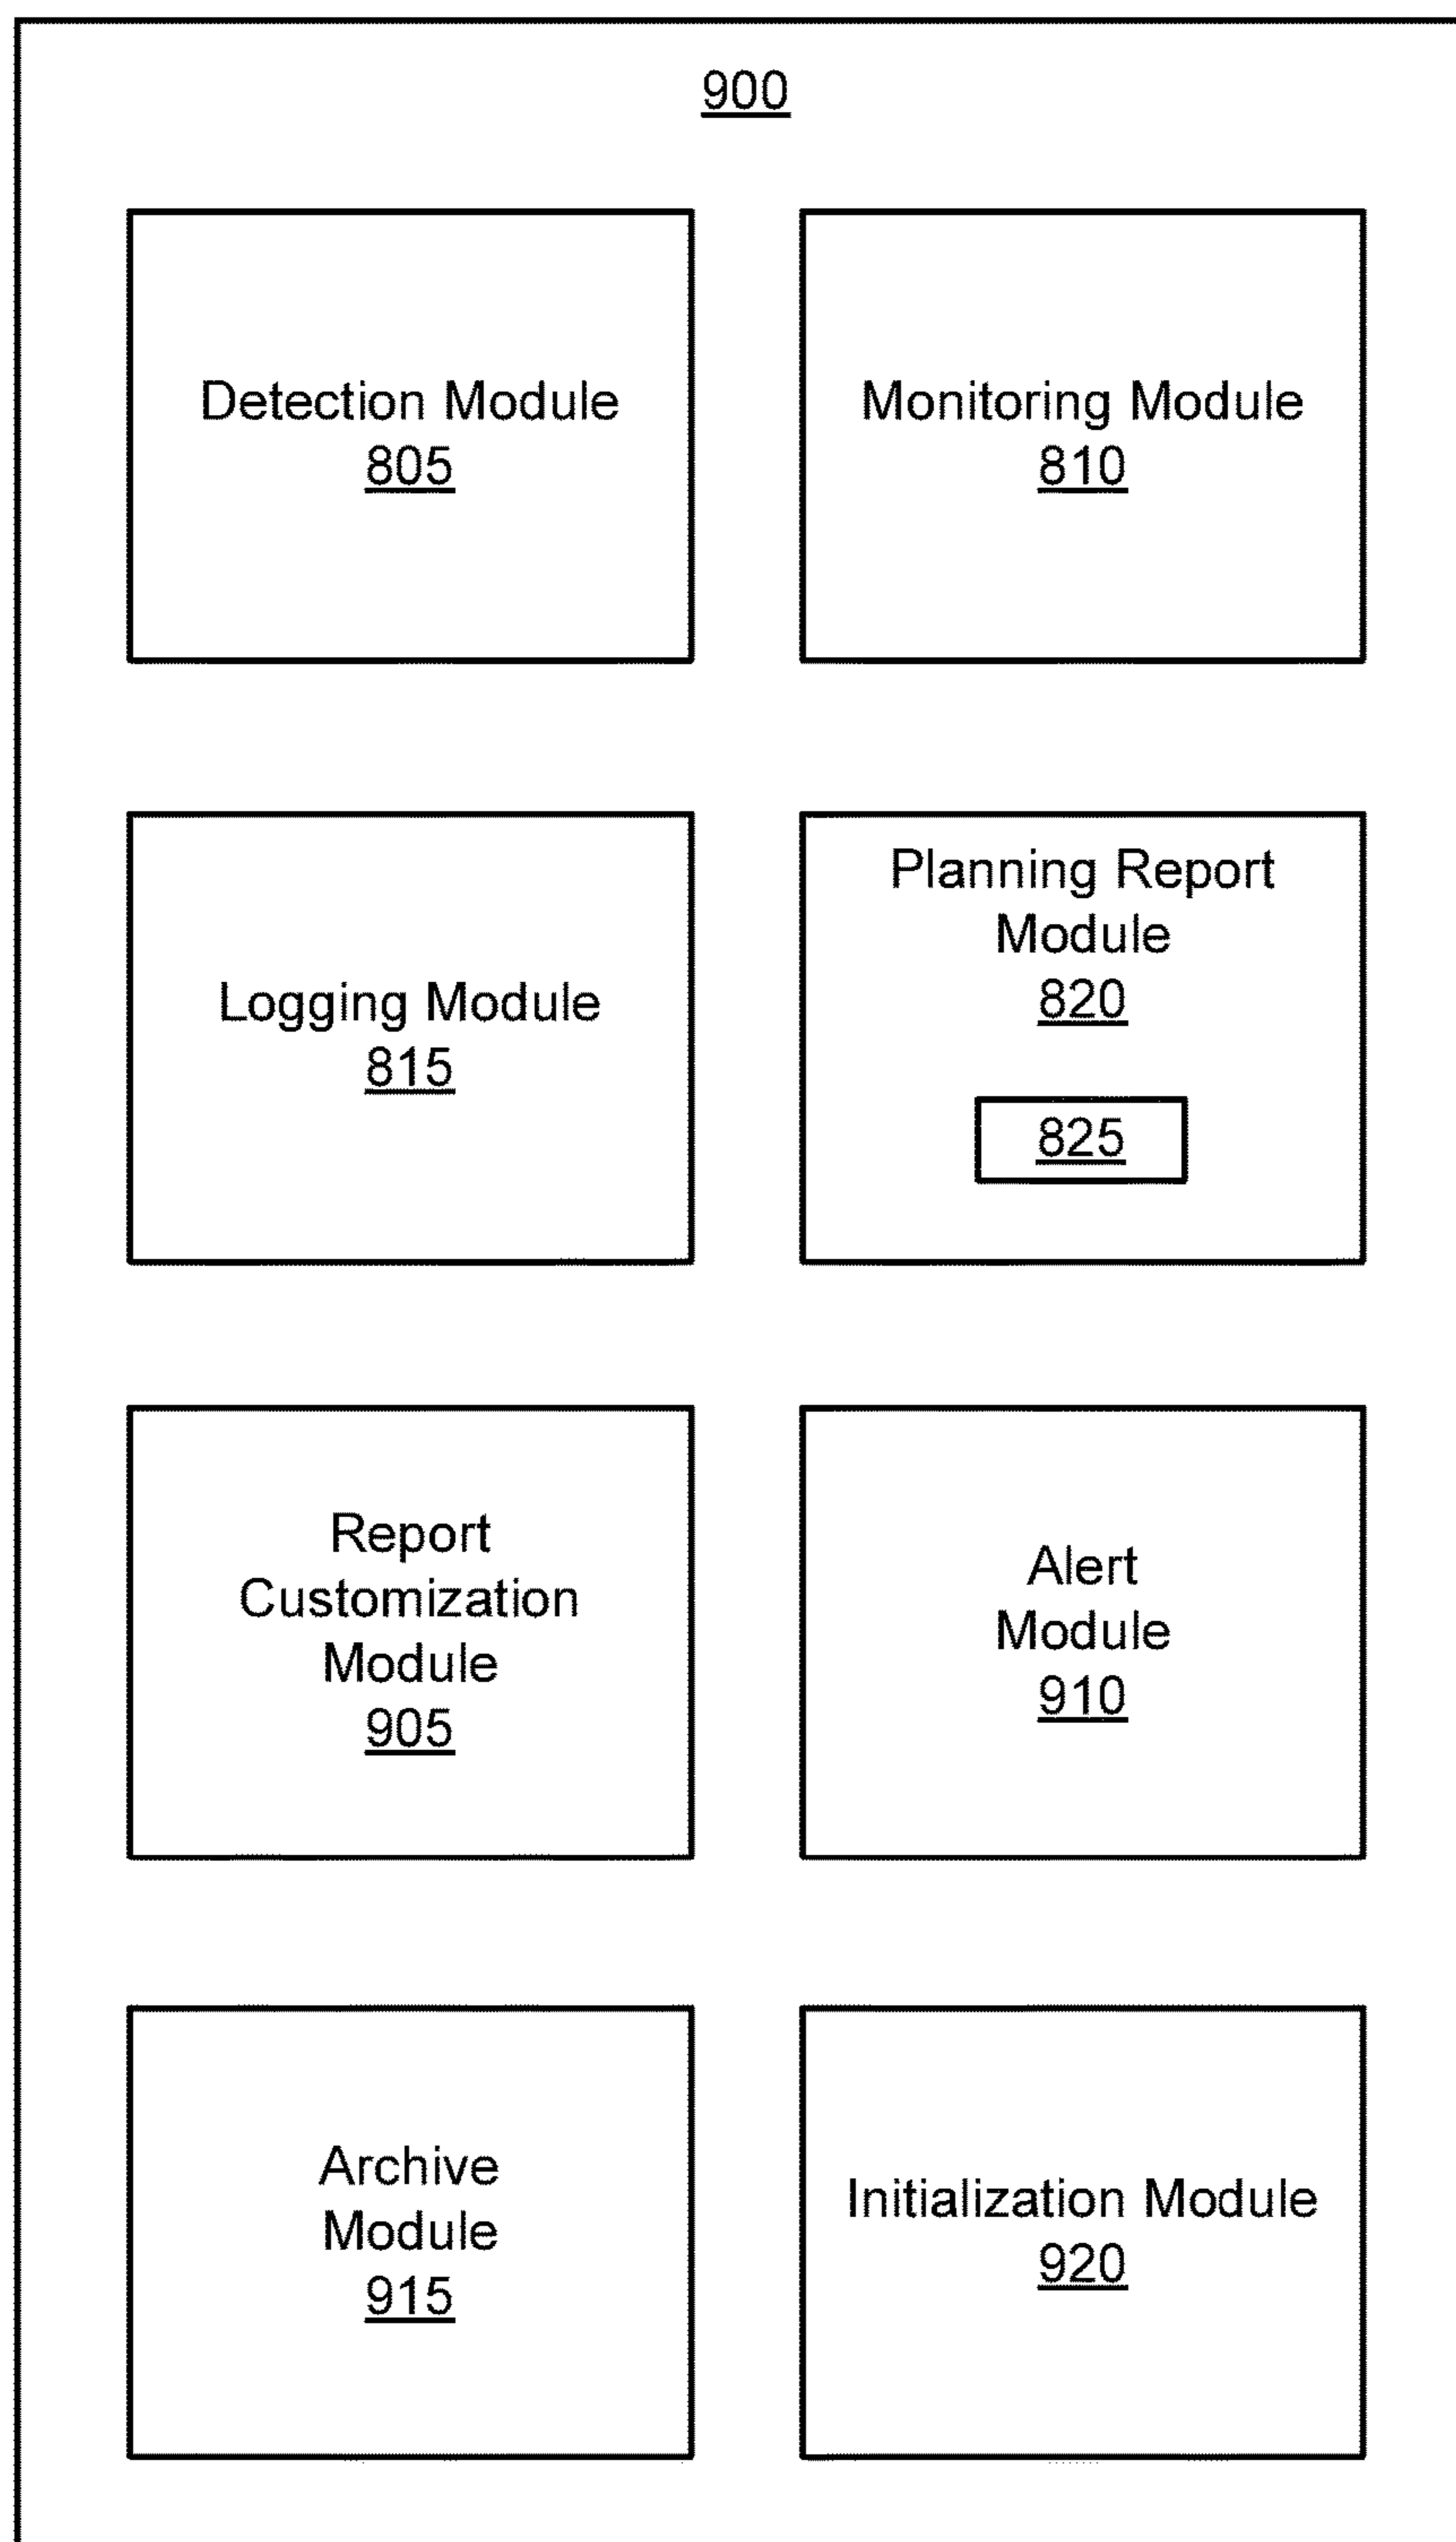 900
Detection Module
805
Monitoring Module
810
Logging Module
815
Planning Report
Module
820
825
Report
Customization
Module
905
Alert
Module
910
Archive
Module
915
Initialization Module
920